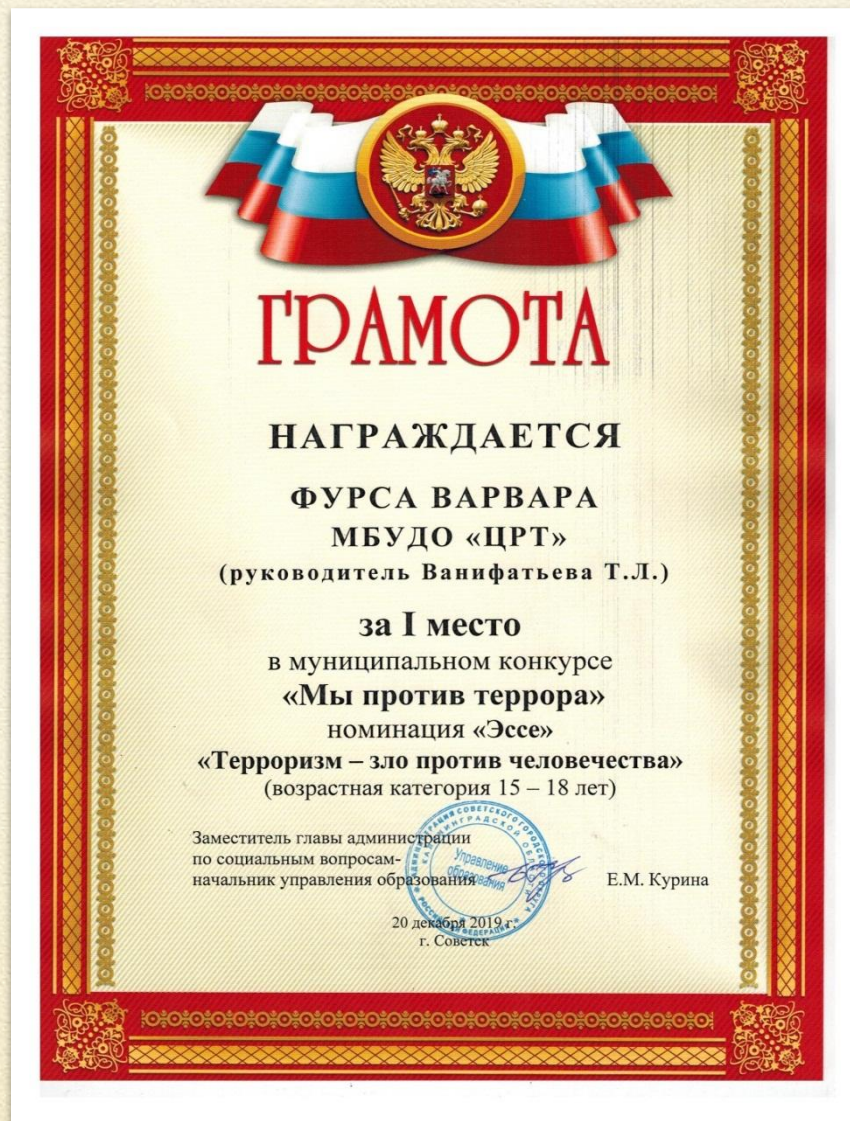 ГРАМОТА
НАГРАЖДАЕТСЯ
ФУРСА ВАРВАРА
МБУДО «ЦРТ»
(руководитель Ванифатьева Т.Л.)
за I место
в муниципальном конкурсе
«Мы против террора»
номинация «Эссе»
«Терроризм – зло против человечества»
(возрастная категория 15 – 18 лет)
Заместитель главы администрации
по социальным вопросам-
начальник управления образования
Е.М. Курина
20 декабря 2019 г.
г. Советск
Управление
образования